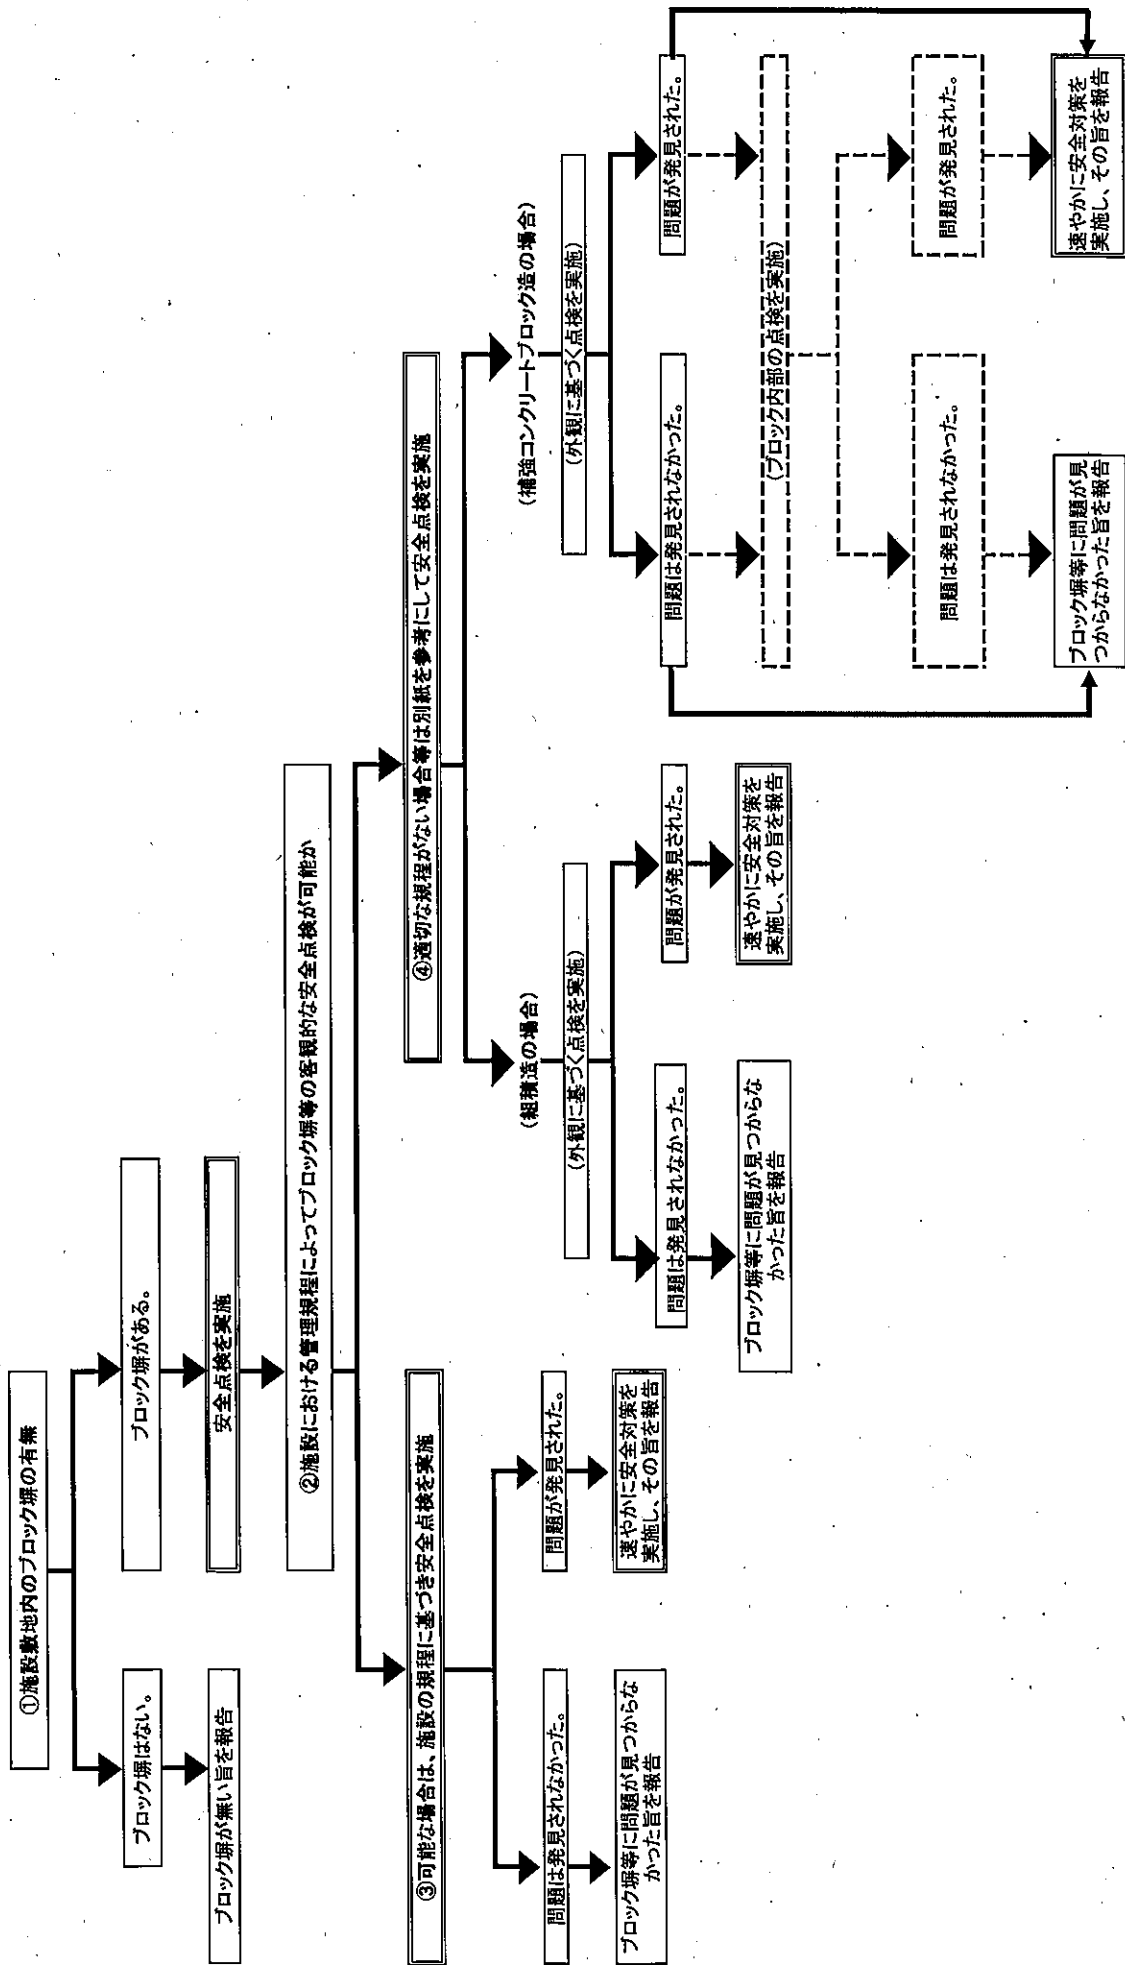 ①施設敷地内のブロック塀の有無
ブロック塀はない。
ブロック塀がある。
ブロック塀が無い旨を報告
安全点検を実施
②施設における管理規程によってブロック塀等の客観的な安全点検が可能か
③可能な場合は、施設の規程に基づき安全点検を実施
④適切な規程がない場合等は別紙を参考にして安全点検を実施
問題は発見されなかった。
問題が発見された。
ブロック塀等に問題が見つからな
かった旨を報告
速やかに安全対策を
実施し、その旨を報告
(組積造の場合)
(外観に基づく点検を実施)
問題は発見されなかった。
問題が発見された。
ブロック塀等に問題が見つからな
かった旨を報告
速やかに安全対策を
実施し、その旨を報告
(補強コンクリートブロック造の場合)
(外観に基づく点検を実施)
問題は発見されなかった。
問題が発見された。
(ブロック内部の点検を実施)
問題は発見されなかった。
問題が発見された。
ブロック塀等に問題が見
つからなかった旨を報告
速やかに安全対策を
実施し、その旨を報告